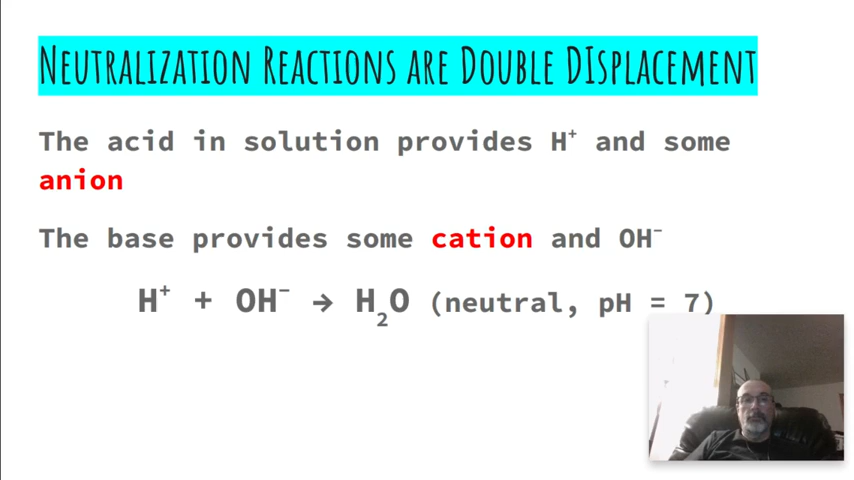 Neutralization Reactions are Double DIsplacement
The acid in solution provides H⁺ and some
anion
The base provides some cation and OH⁻
H⁺ + OH⁻ → H₂O (neutral, pH = 7)